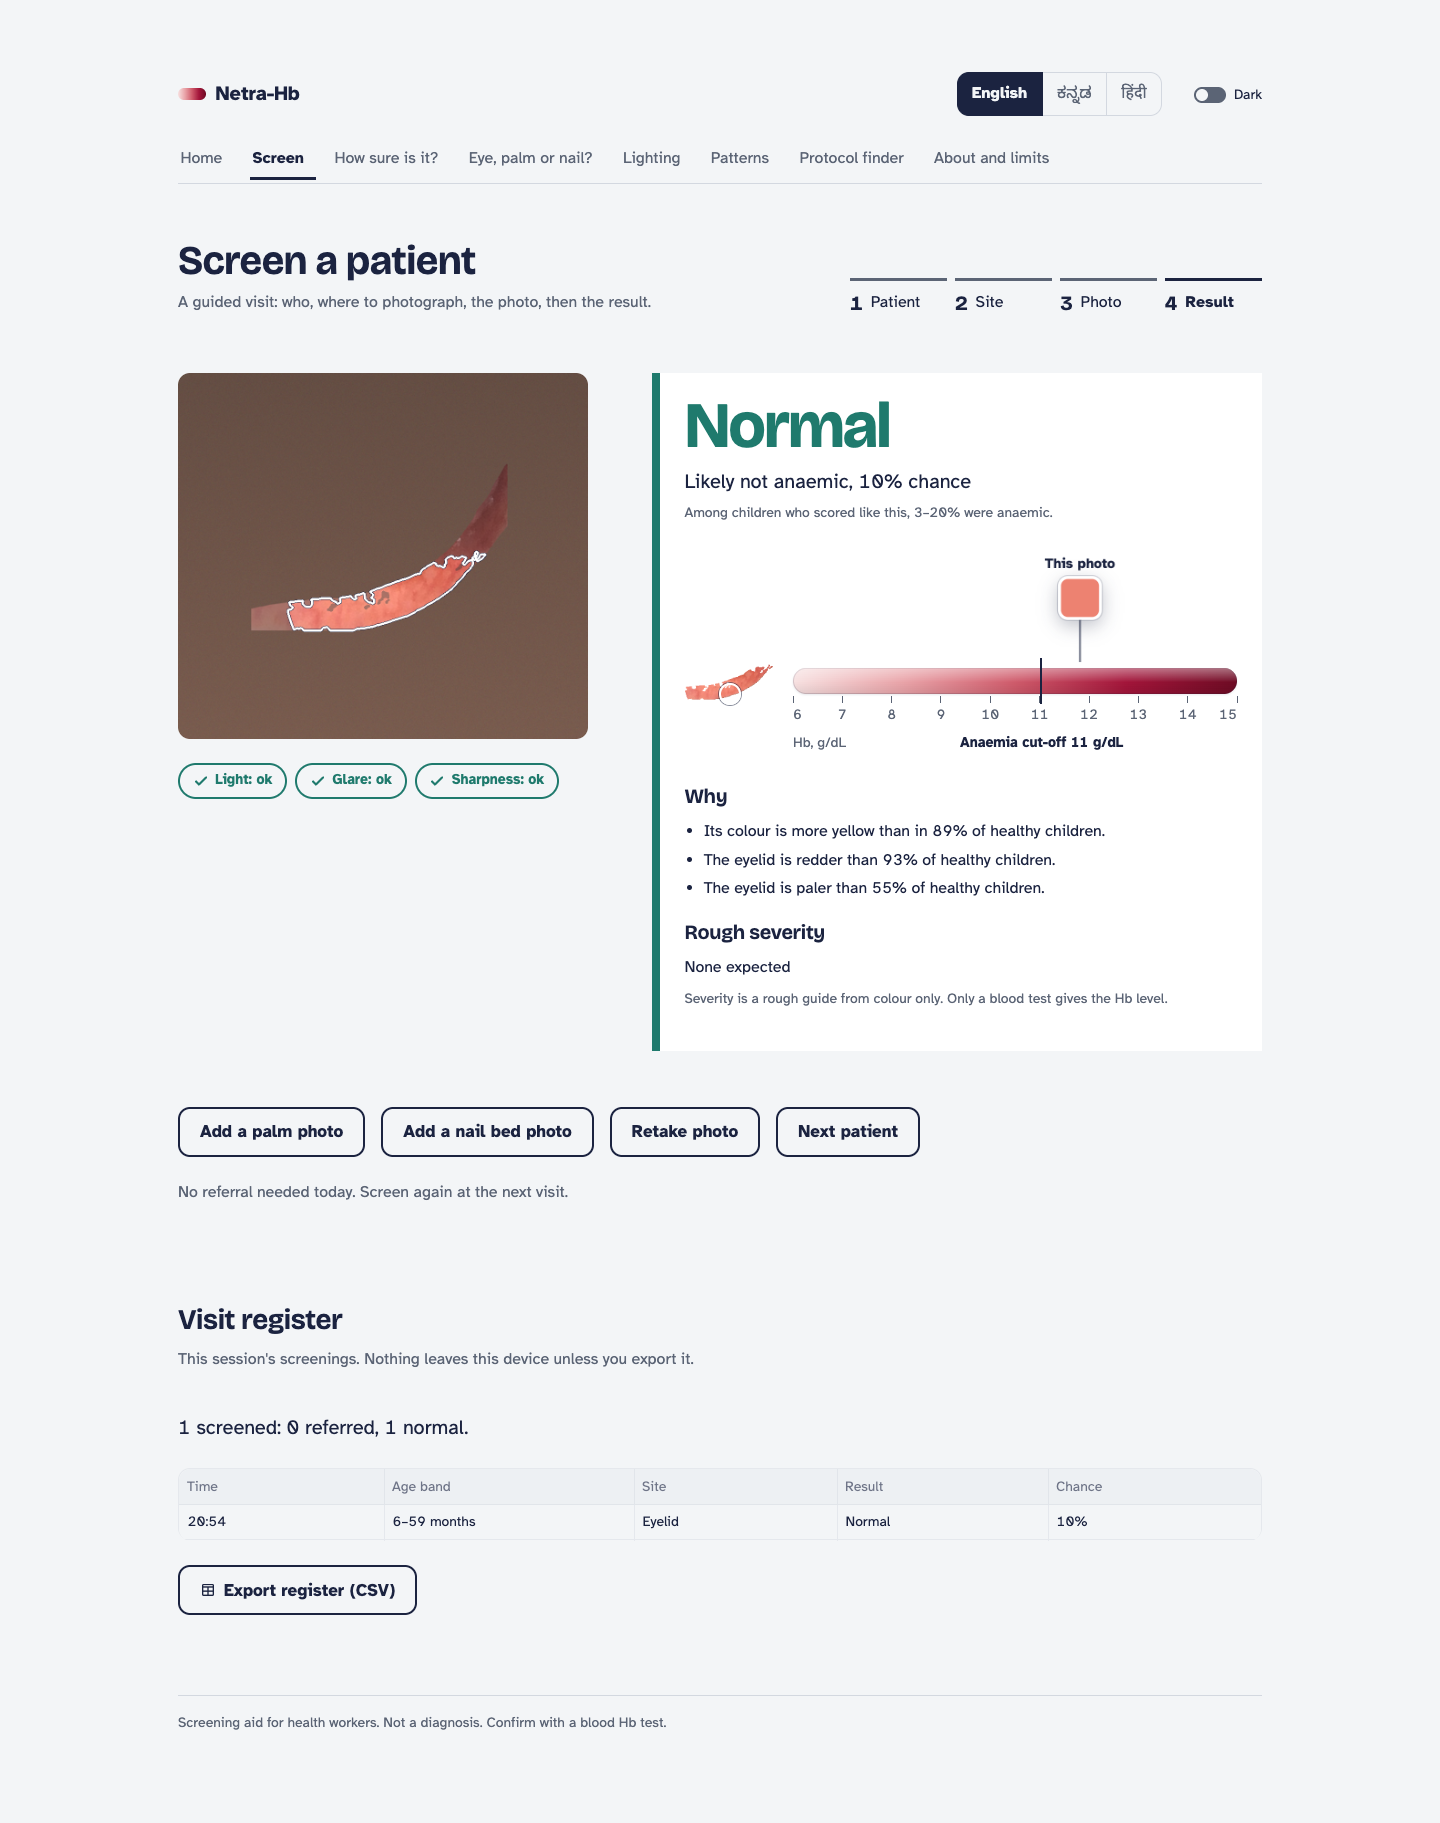 Netra-Hb
English ಕನ್ನಡ हिंदी Dark
Home Screen How sure is it? Eye, palm or nail? Lighting Patterns Protocol finder About and limits
Screen a patient
A guided visit: who, where to photograph, the photo, then the result.
1 Patient 2 Site 3 Photo 4 Result
Light: ok Glare: ok Sharpness: ok
Normal
Likely not anaemic, 10% chance
Among children who scored like this, 3–20% were anaemic.
This photo
6 7 8 9 10 11 12 13 14 15
Hb, g/dL Anaemia cut-off 11 g/dL
Why
• Its colour is more yellow than in 89% of healthy children.
• The eyelid is redder than 93% of healthy children.
• The eyelid is paler than 55% of healthy children.
Rough severity
None expected
Severity is a rough guide from colour only. Only a blood test gives the Hb level.
Add a palm photo Add a nail bed photo Retake photo Next patient
No referral needed today. Screen again at the next visit.
Visit register
This session's screenings. Nothing leaves this device unless you export it.
1 screened: 0 referred, 1 normal.
Time Age band Site Result Chance
20:54 6–59 months Eyelid Normal 10%
Export register (CSV)
Screening aid for health workers. Not a diagnosis. Confirm with a blood Hb test.